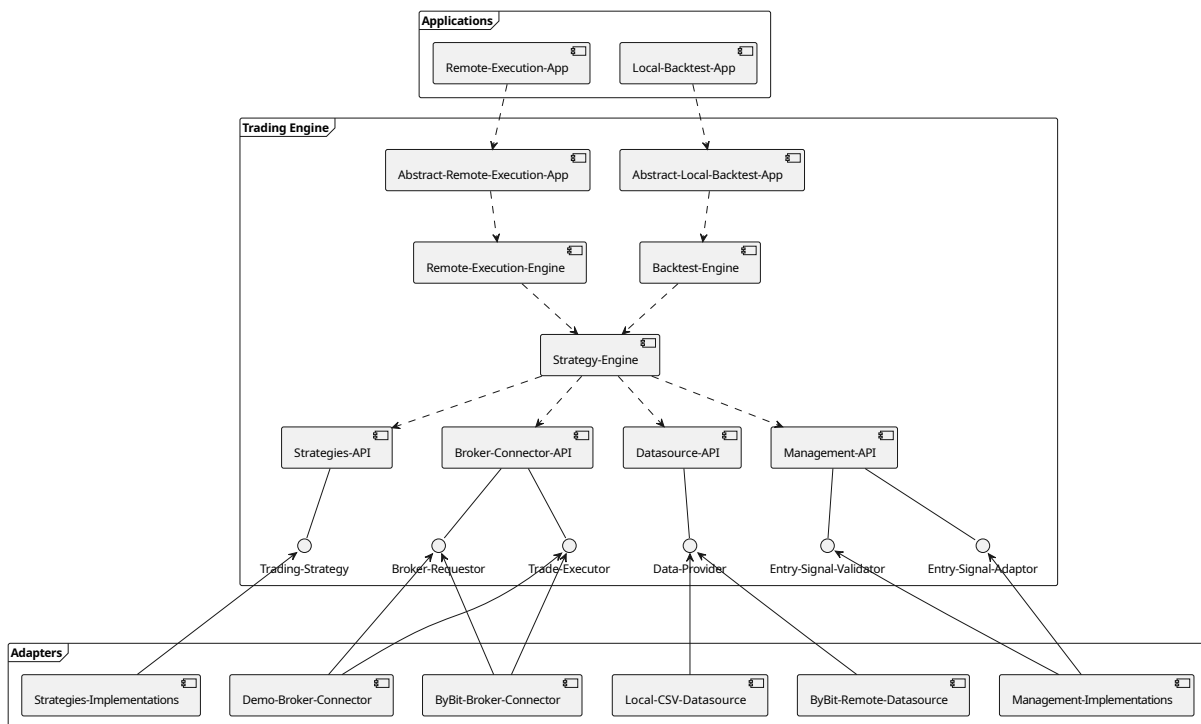 Applications
Remote-Execution-App
Local-Backtest-App
Trading Engine
Abstract-Remote-Execution-App
Abstract-Local-Backtest-App
Remote-Execution-Engine
Backtest-Engine
Strategy-Engine
Strategies-API
Broker-Connector-API
Datasource-API
Management-API
Trading-Strategy
Broker-Requestor
Trade-Executor
Data-Provider
Entry-Signal-Validator
Entry-Signal-Adaptor
Adapters
Strategies-Implementations
Demo-Broker-Connector
ByBit-Broker-Connector
Local-CSV-Datasource
ByBit-Remote-Datasource
Management-Implementations